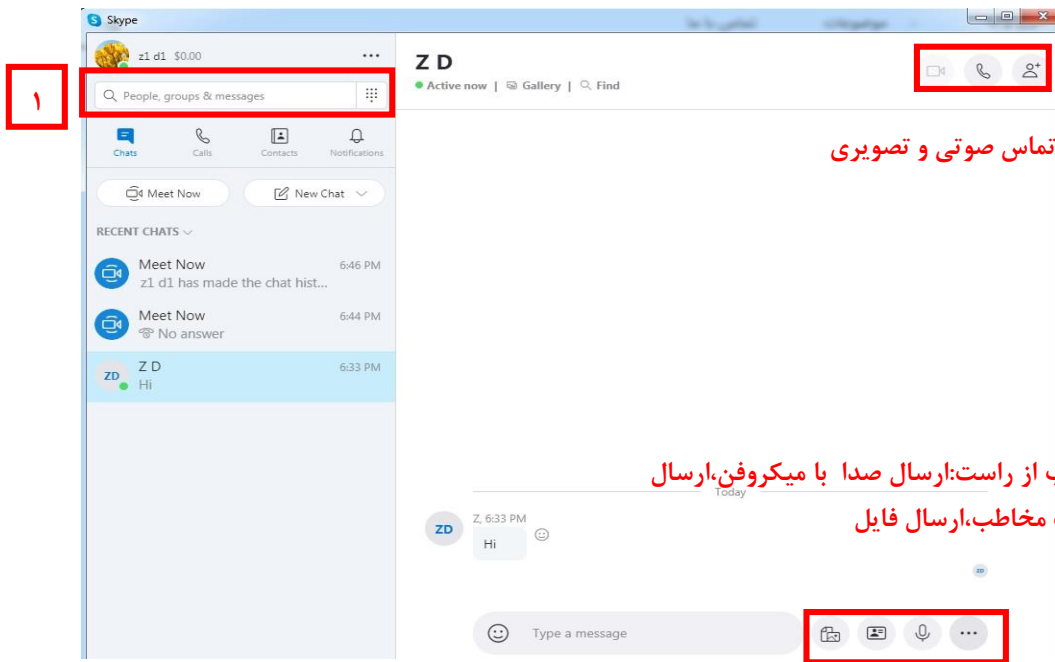 Skype
z1 d1 $0.00
۱
People, groups & messages
Chats
Calls
Contacts
Notifications
Meet Now
New Chat
RECENT CHATS
Meet Now
6:46 PM
z1 d1 has made the chat hist...
Meet Now
6:44 PM
No answer
ZD
Z D
6:33 PM
Hi
Z D
Active now | Gallery | Find
تماس صوتی و تصویری
از راست:ارسال صدا با میکروفن،ارسال
Today
مخاطب،ارسال فایل
ZD
Z, 6:33 PM
Hi
ZD
Type a message